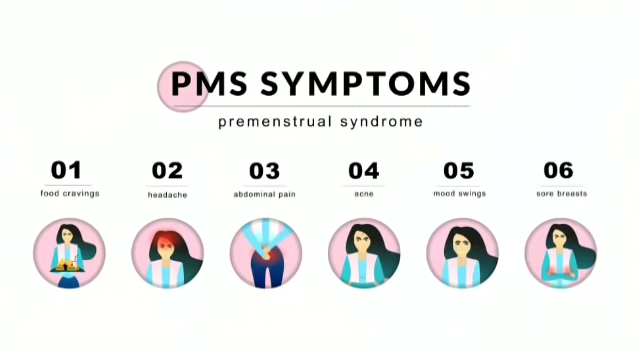 PMS SYMPTOMS
premenstrual syndrome
01 02 03 04 05 06
food cravings headache abdominal pain acne mood swings sore breasts